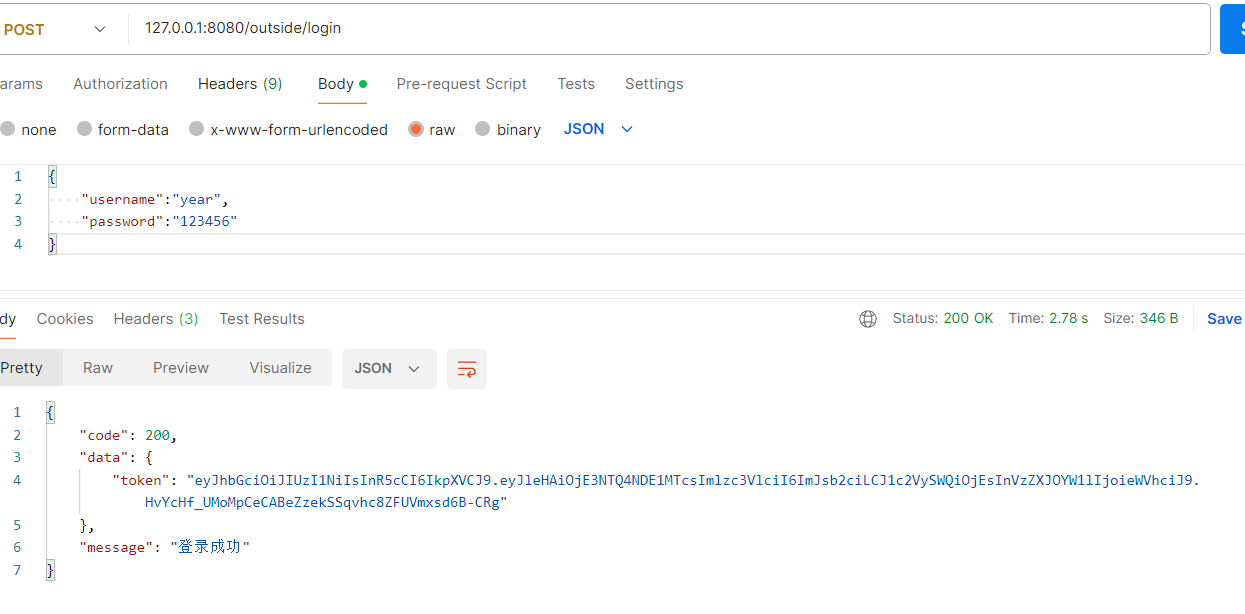 POST 127.0.0.1:8080/outside/login
arams Authorization Headers (9) Body Pre-request Script Tests Settings
none form-data x-www-form-urlencoded raw binary JSON
1 {
2 "username":"year",
3 "password":"123456"
4 }
dy Cookies Headers (3) Test Results Status: 200 OK Time: 2.78 s Size: 346 B Save
Pretty Raw Preview Visualize JSON
1 {
2 "code": 200,
3 "data": {
4 "token": "eyJhbGciOiJIUzI1NiIsInR5cCI6IkpXVCJ9.eyJleHAiOjE3NTQ4NDE1MTcsImlzc3VlciI6ImJsb2ciLCJ1c2VySWQiOjEsInVzZXJOYW1lIjoieWVhciJ9.
HvYcHf_UMoMpCeCABeZzekSSqvhc8ZFUVmxsd6B-CRg"
5 },
6 "message": "登录成功"
7 }